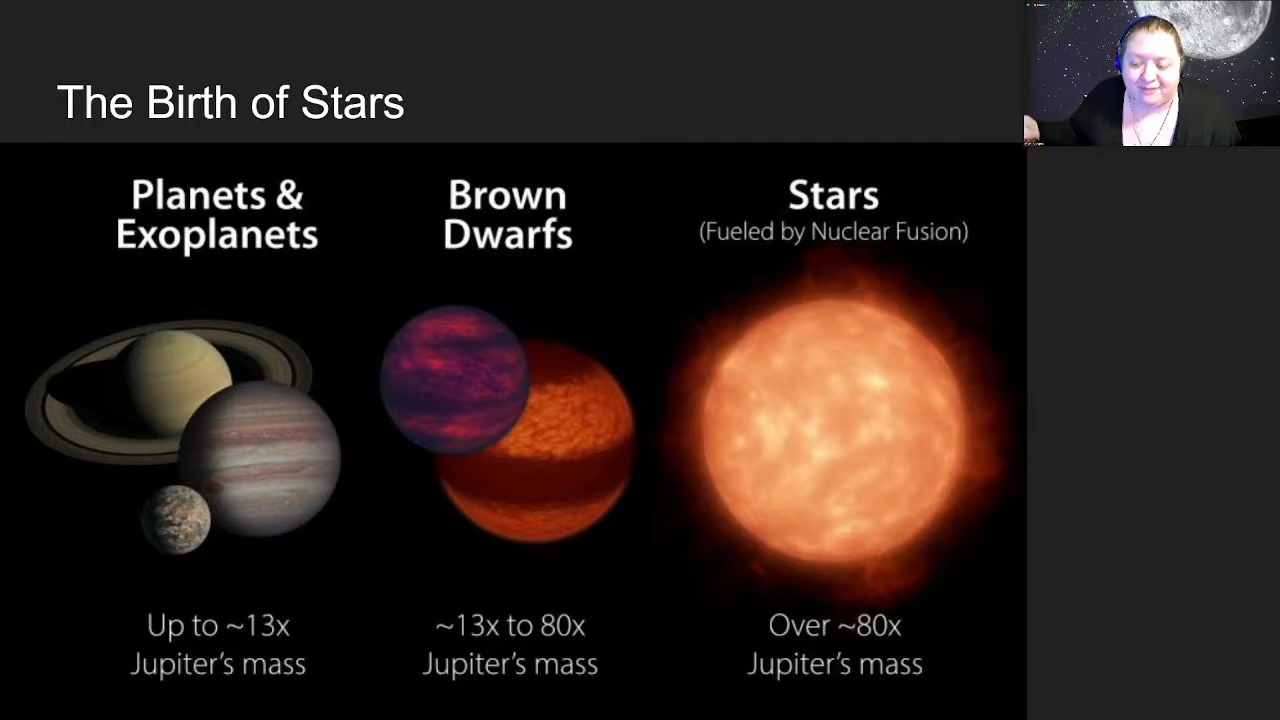 The Birth of Stars
Planets &
Exoplanets
Brown
Dwarfs
Stars
(Fueled by Nuclear Fusion)
Up to ~13x
Jupiter's mass
~13x to 80x
Jupiter's mass
Over ~80x
Jupiter's mass